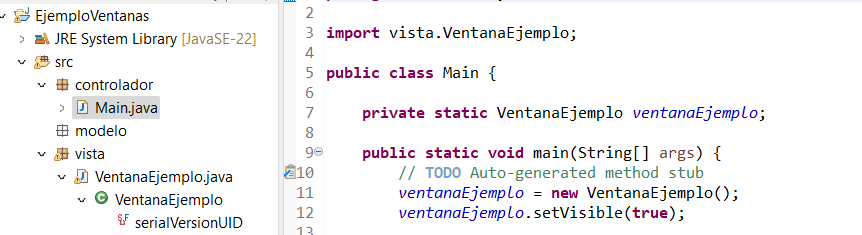 EjemploVentanas
JRE System Library [JavaSE-22]
src
controlador
Main.java
modelo
vista
VentanaEjemplo.java
VentanaEjemplo
serialVersionUID
2
3 import vista.VentanaEjemplo;
4
5 public class Main {
6
7 private static VentanaEjemplo ventanaEjemplo;
8
9 public static void main(String[] args) {
10 // TODO Auto-generated method stub
11 ventanaEjemplo = new VentanaEjemplo();
12 ventanaEjemplo.setVisible(true);
13